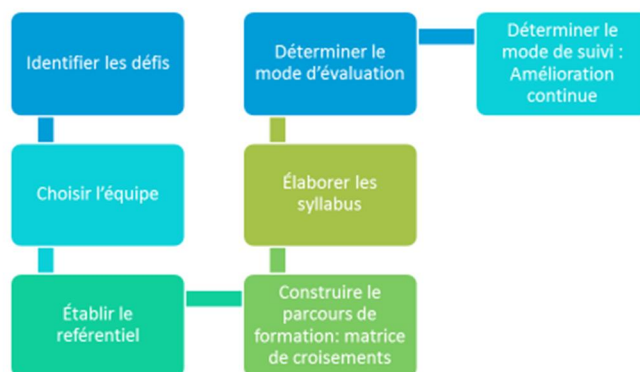 Identifier les défis
Choisir l'équipe
Établir le
refférentiel
Construire le
parcours de
formation: matrice
de croisements
Élaborer les
syllabus
Déterminer le
mode d'évaluation
Déterminer le
mode de suivi :
Amélioration
continue